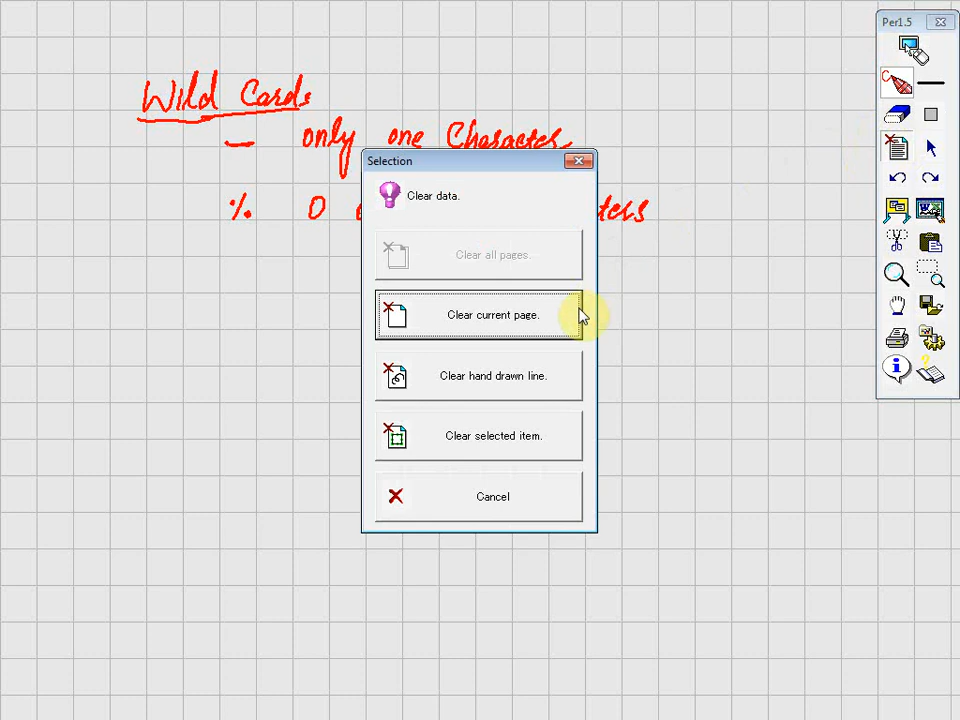 Per1.5
Wild Cards
_ only one Character
% 0
Selection
Clear data.
Clear all pages.
Clear current page.
Clear hand drawn line.
Clear selected item.
Cancel